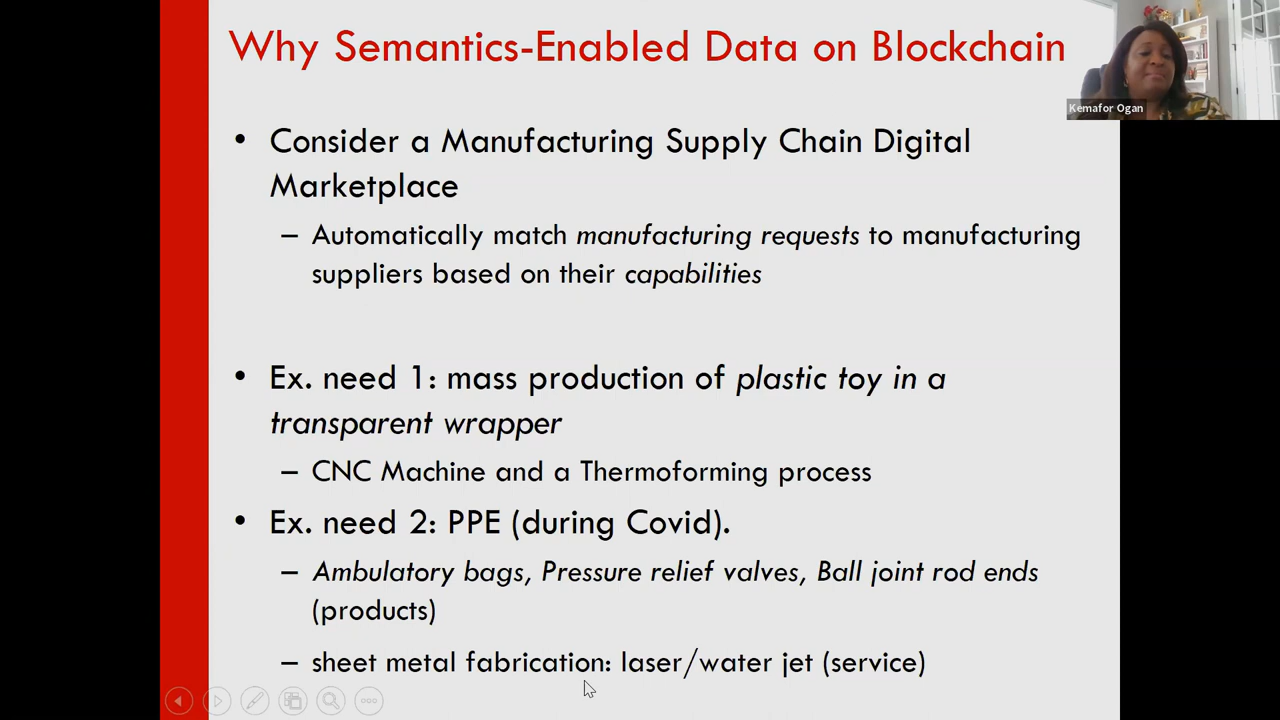 Why Semantics-Enabled Data on Blockchain
Kemafor Ogan
• Consider a Manufacturing Supply Chain Digital
Marketplace
– Automatically match manufacturing requests to manufacturing
suppliers based on their capabilities
• Ex. need 1: mass production of plastic toy in a
transparent wrapper
– CNC Machine and a Thermoforming process
• Ex. need 2: PPE (during Covid).
– Ambulatory bags, Pressure relief valves, Ball joint rod ends
(products)
– sheet metal fabrication: laser/water jet (service)